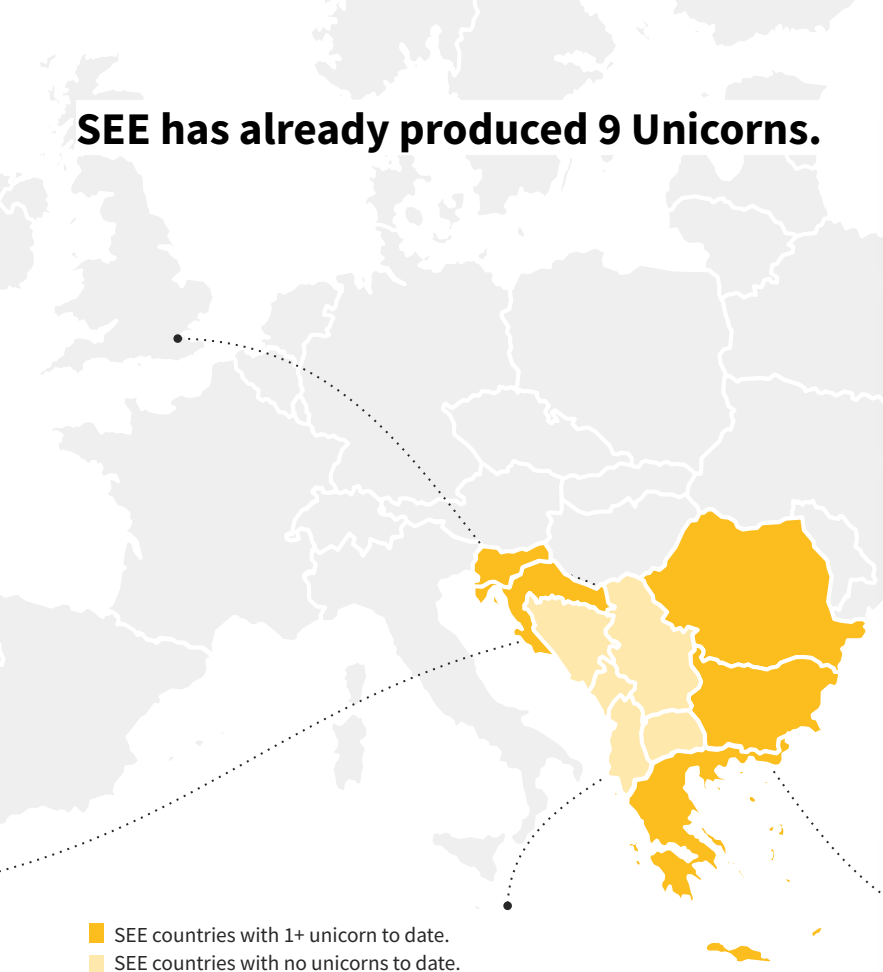 SEE has already produced 9 Unicorns.
SEE countries with 1+ unicorn to date.
SEE countries with no unicorns to date.